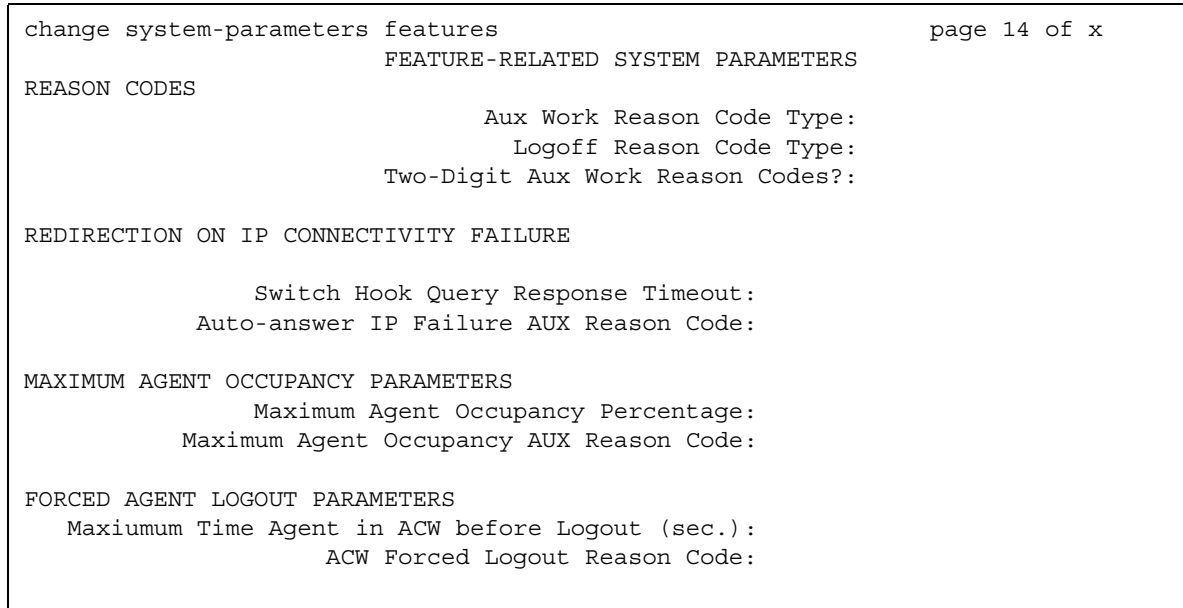 change system-parameters features page 14 of x
FEATURE-RELATED SYSTEM PARAMETERS
REASON CODES
Aux Work Reason Code Type:
Logoff Reason Code Type:
Two-Digit Aux Work Reason Codes?:
REDIRECTION ON IP CONNECTIVITY FAILURE
Switch Hook Query Response Timeout:
Auto-answer IP Failure AUX Reason Code:
MAXIMUM AGENT OCCUPANCY PARAMETERS
Maximum Agent Occupancy Percentage:
Maximum Agent Occupancy AUX Reason Code:
FORCED AGENT LOGOUT PARAMETERS
Maxiumum Time Agent in ACW before Logout (sec.):
ACW Forced Logout Reason Code: